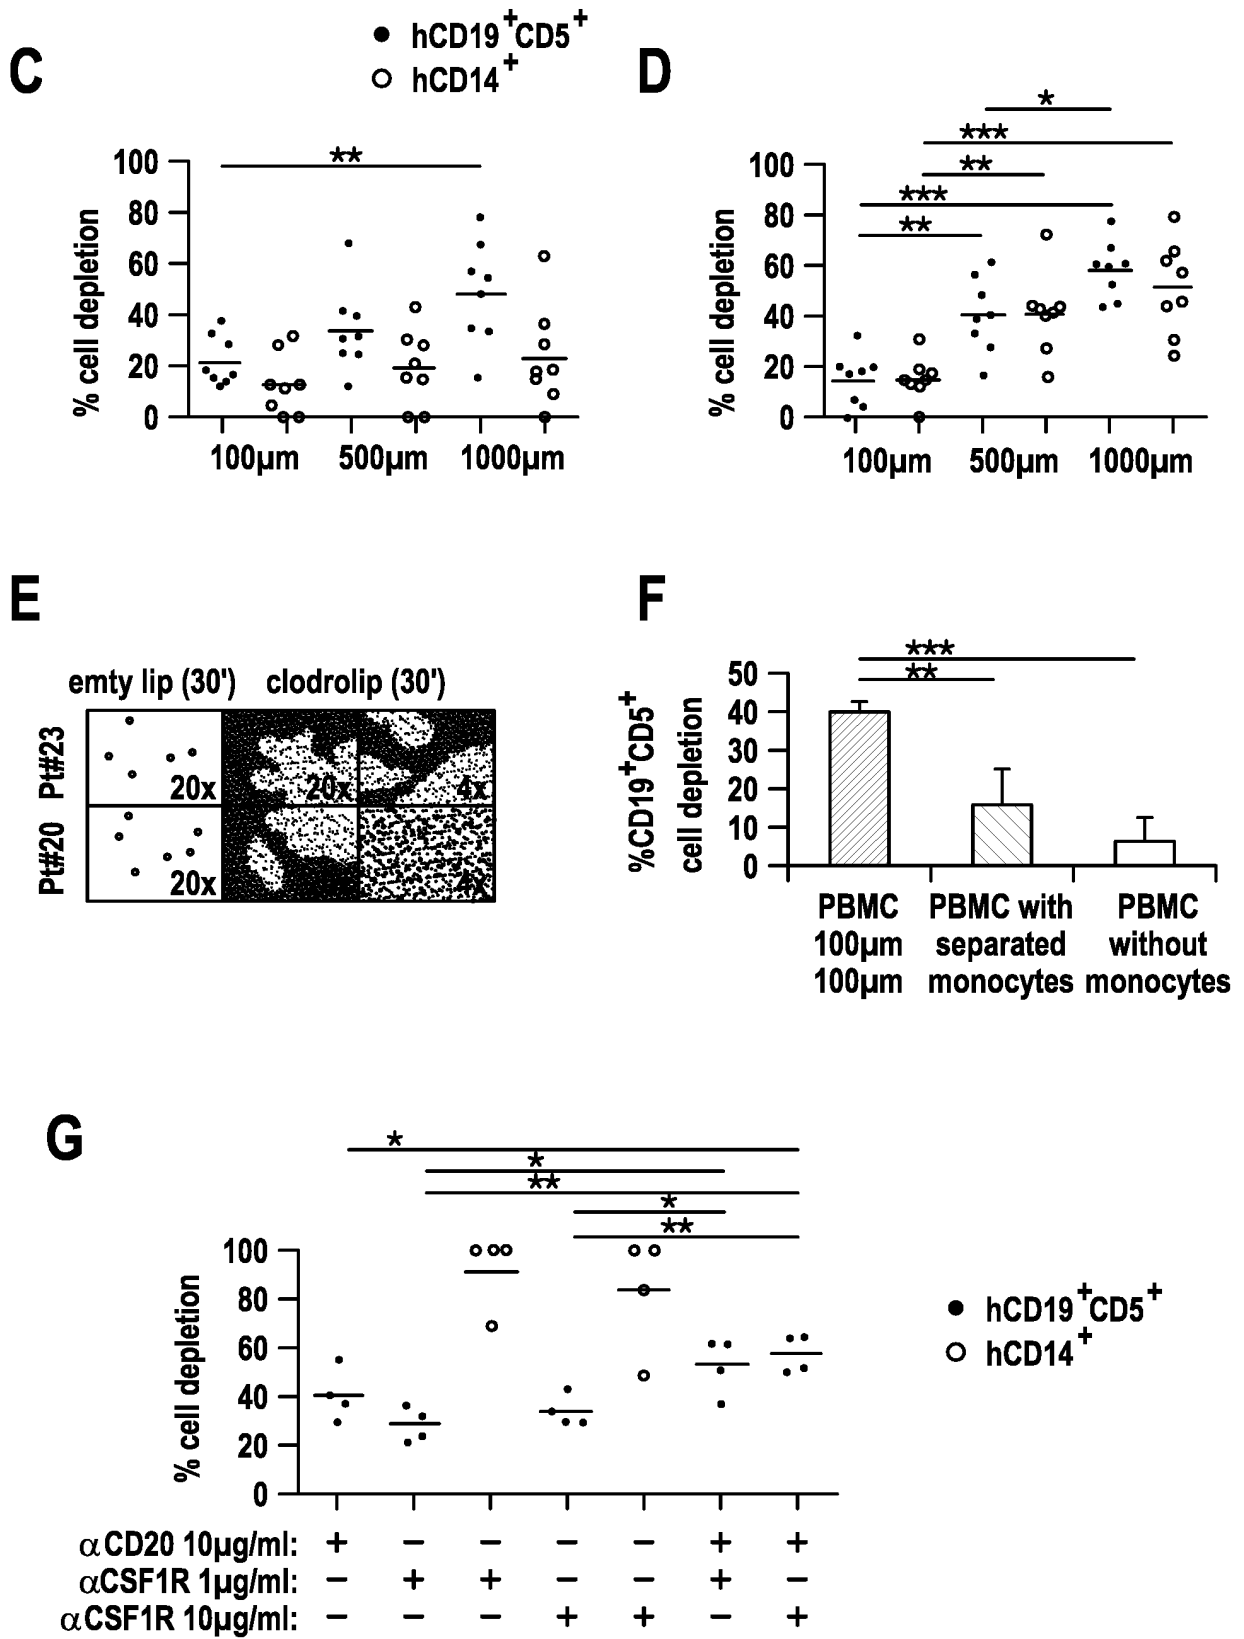 C
hCD19+CD5+
hCD14+
**
% cell depletion
100
80
60
40
20
0
100µm 500µm 1000µm
D
*
***
**
***
**
% cell depletion
100
80
60
40
20
0
100µm 500µm 1000µm
E
emty lip (30') clodrolip (30')
Pt#23
20x 20x 4x
Pt#20
20x 4x
F
***
**
%CD19+CD5+
cell depletion
50
40
30
20
10
0
PBMC PBMC with PBMC
100µm separated without
100µm monocytes monocytes
G
*
*
**
*
**
% cell depletion
100
80
60
40
20
0
hCD19+CD5+
hCD14+
αCD20 10µg/ml: + − − − − + +
αCSF1R 1µg/ml: − + + − − + −
αCSF1R 10µg/ml: − − − + + − +